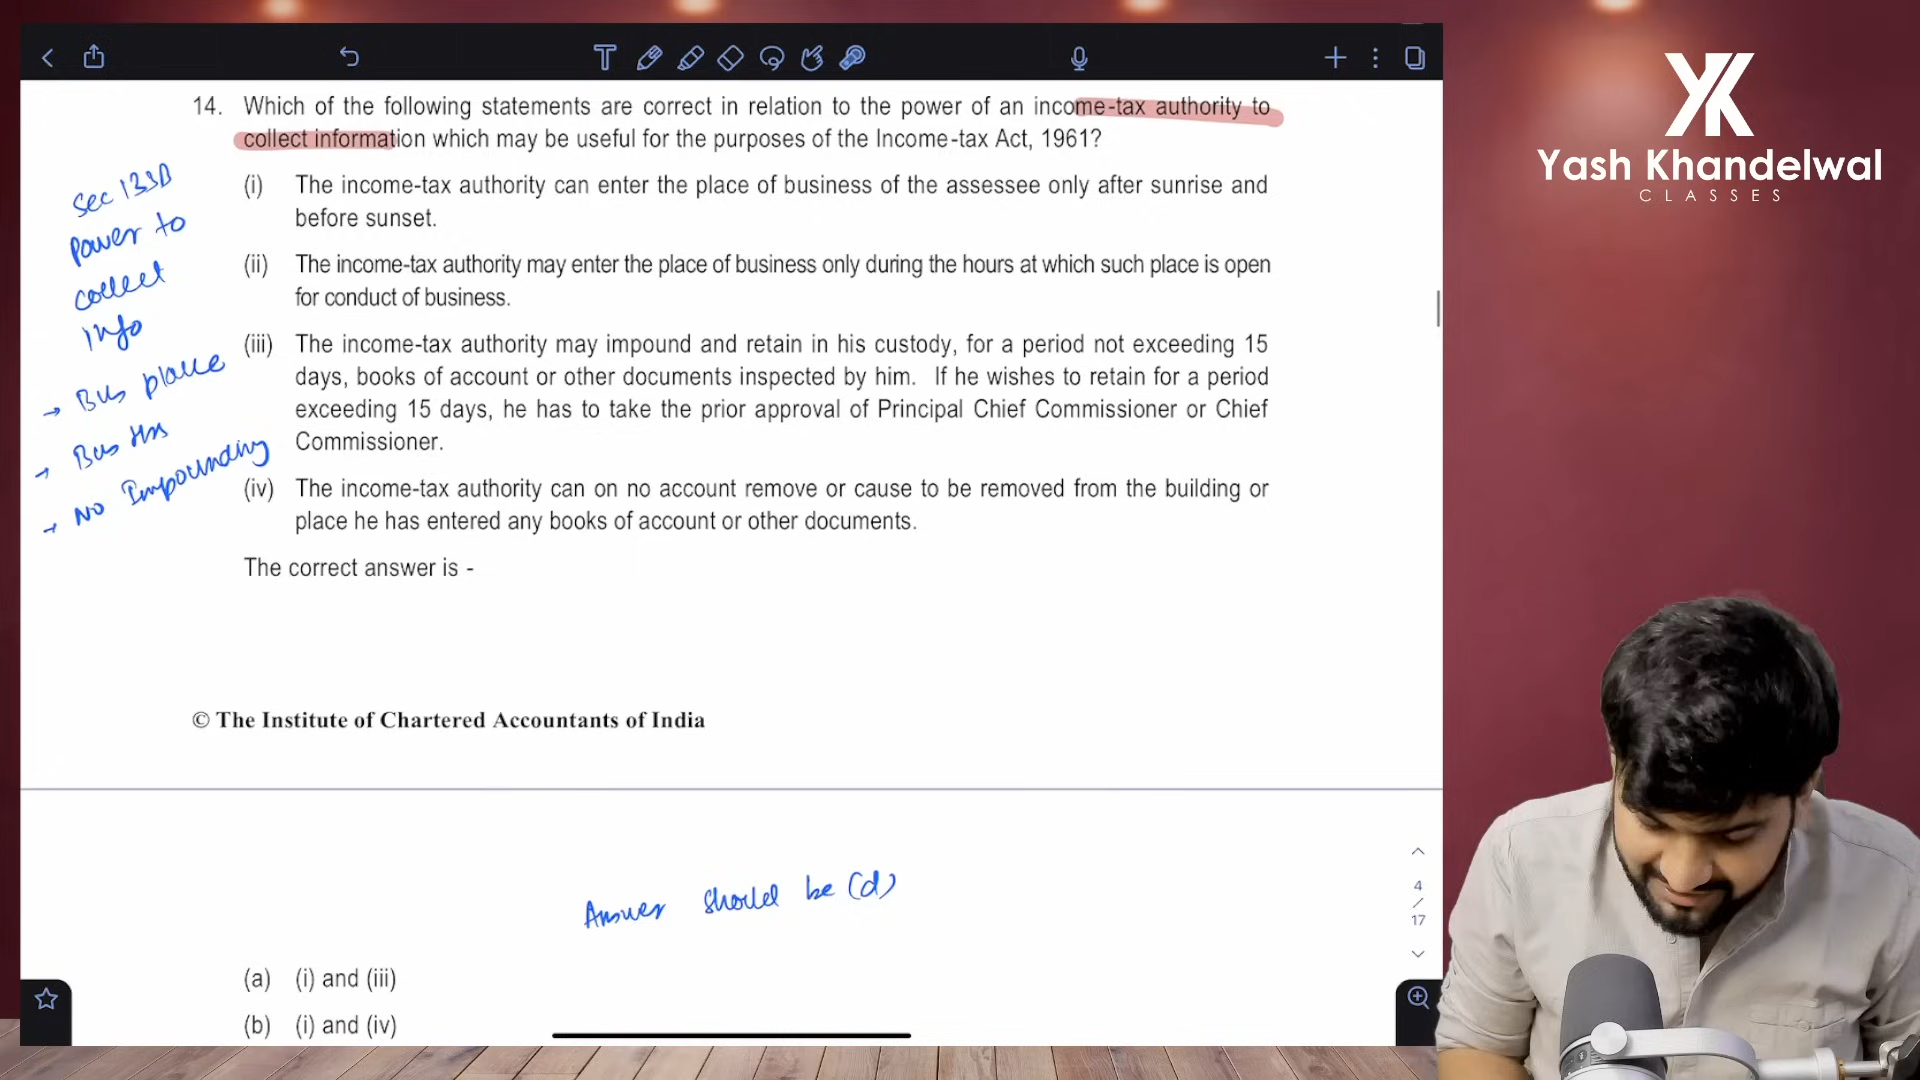 14. Which of the following statements are correct in relation to the power of an income-tax authority to
collect information which may be useful for the purposes of the Income-tax Act, 1961?
(i) The income-tax authority can enter the place of business of the assessee only after sunrise and
before sunset.
(ii) The income-tax authority may enter the place of business only during the hours at which such place is open
for conduct of business.
(iii) The income-tax authority may impound and retain in his custody, for a period not exceeding 15
days, books of account or other documents inspected by him. If he wishes to retain for a period
exceeding 15 days, he has to take the prior approval of Principal Chief Commissioner or Chief
Commissioner.
(iv) The income-tax authority can on no account remove or cause to be removed from the building or
place he has entered any books of account or other documents.
The correct answer is -
Sec 133B
Power to
collect
Info
→ Bus place
→ Bus Hrs
→ No Impounding
© The Institute of Chartered Accountants of India
Answer should be (d)
(a) (i) and (iii)
(b) (i) and (iv)
4
/
17
YK
Yash Khandelwal
CLASSES